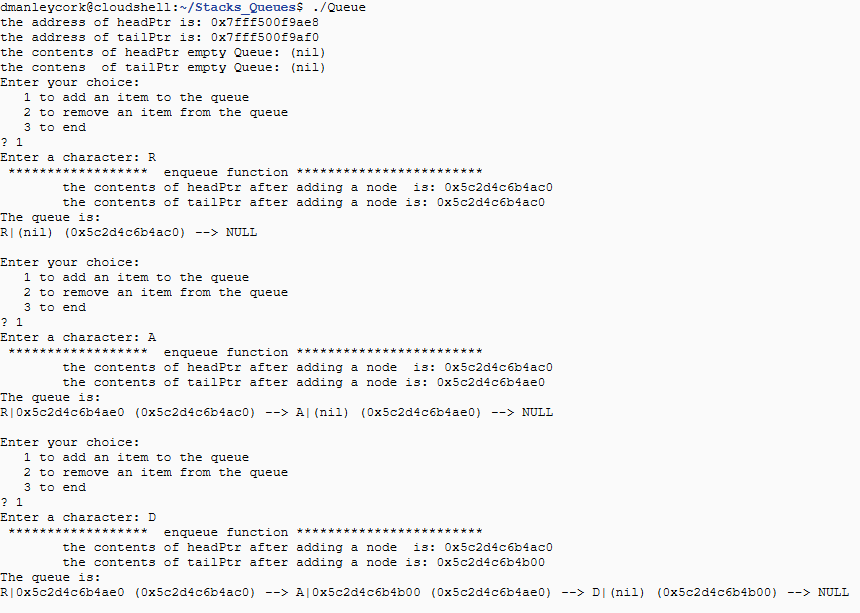 dmanleycork@cloudshell:~/Stacks_Queues$ ./Queue
the address of headPtr is: 0x7fff500f9ae8
the address of tailPtr is: 0x7fff500f9af0
the contents of headPtr empty Queue: (nil)
the contens  of tailPtr empty Queue: (nil)
Enter your choice:
   1 to add an item to the queue
   2 to remove an item from the queue
   3 to end
? 1
Enter a character: R
 ******************  enqueue function ************************
        the contents of headPtr after adding a node  is: 0x5c2d4c6b4ac0
        the contents of tailPtr after adding a node is: 0x5c2d4c6b4ac0
The queue is:
R|(nil) (0x5c2d4c6b4ac0) --> NULL

Enter your choice:
   1 to add an item to the queue
   2 to remove an item from the queue
   3 to end
? 1
Enter a character: A
 ******************  enqueue function ************************
        the contents of headPtr after adding a node  is: 0x5c2d4c6b4ac0
        the contents of tailPtr after adding a node is: 0x5c2d4c6b4ae0
The queue is:
R|0x5c2d4c6b4ae0 (0x5c2d4c6b4ac0) --> A|(nil) (0x5c2d4c6b4ae0) --> NULL

Enter your choice:
   1 to add an item to the queue
   2 to remove an item from the queue
   3 to end
? 1
Enter a character: D
 ******************  enqueue function ************************
        the contents of headPtr after adding a node  is: 0x5c2d4c6b4ac0
        the contents of tailPtr after adding a node is: 0x5c2d4c6b4b00
The queue is:
R|0x5c2d4c6b4ae0 (0x5c2d4c6b4ac0) --> A|0x5c2d4c6b4b00 (0x5c2d4c6b4ae0) --> D|(nil) (0x5c2d4c6b4b00) --> NULL